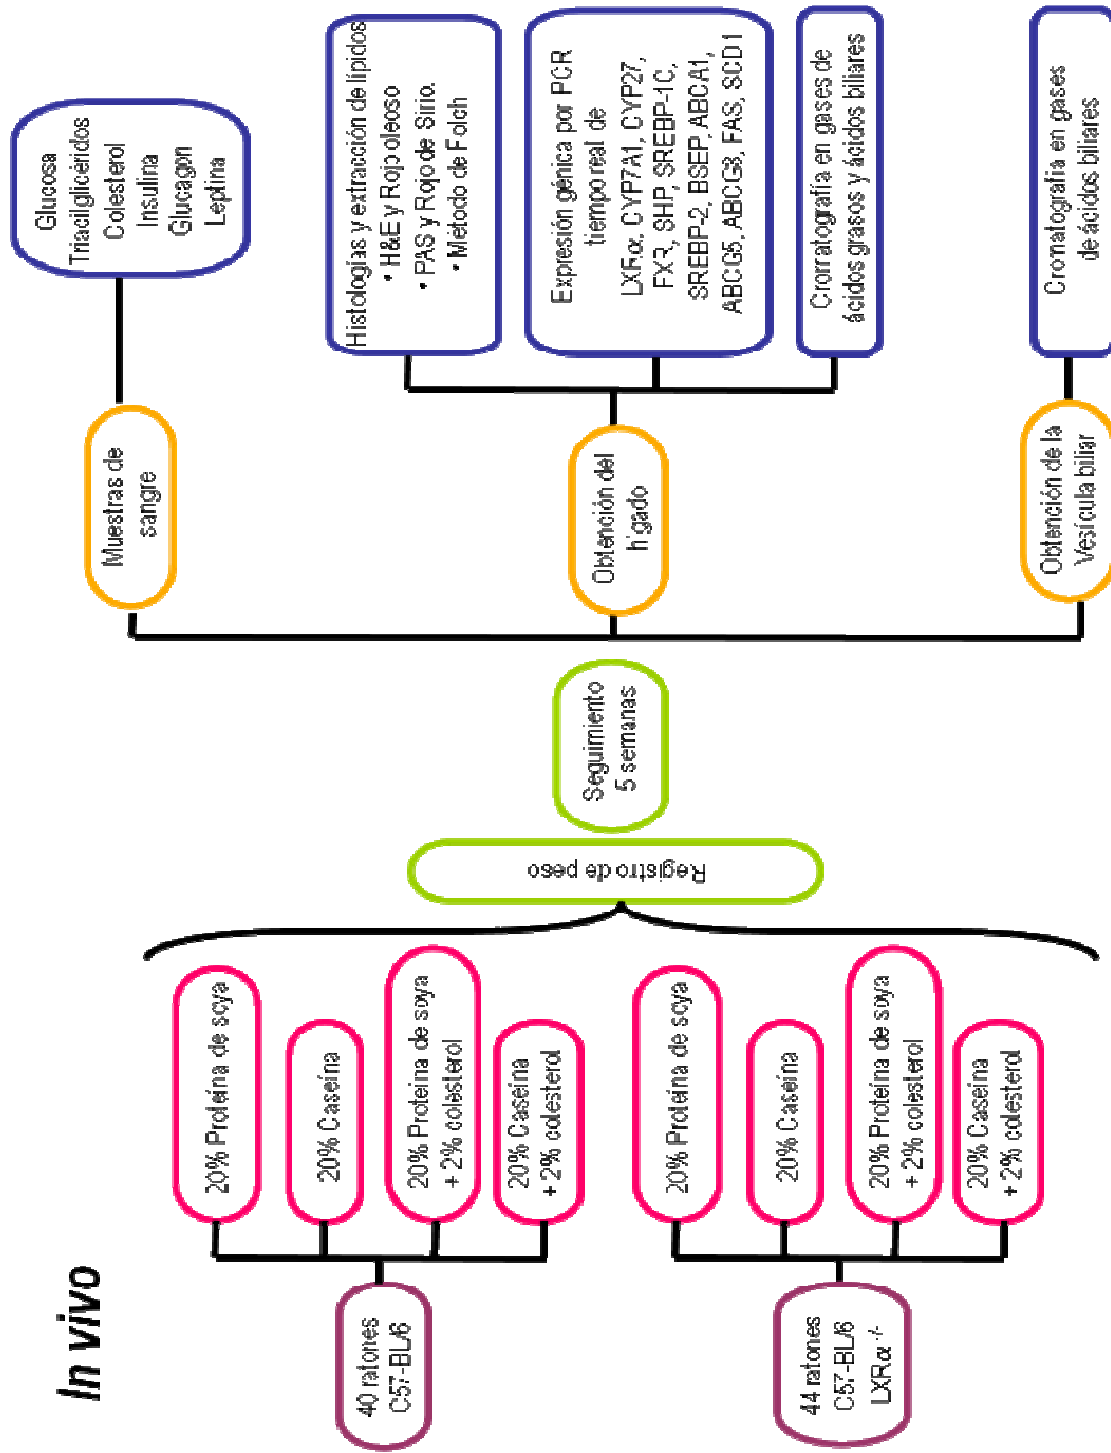 In vivo
40 ratones
C57-BL/6
20% Proteína de soya
20% Caseína
20% Proteína de soya
+ 2% colesterol
20% Caseína
+ 2% colesterol
44 ratones
C57-BL/6
LXRα -/-
20% Proteína de soya
20% Caseína
20% Proteína de soya
+ 2% colesterol
20% Caseína
+ 2% colesterol
Registro de peso
Seguimiento
5 semanas
Muestras de
sangre
Glucosa
Triacilglicéridos
Colesterol
Insulina
Glucagon
Leptina
Obtención del
hígado
Histologías y extracción de lípidos
• H&E y Rojo oleoso
• PAS y Rojo de Sirio.
• Metodo de Folch
Expresión génica por PCR
tiempo real de
LXRα, CYP7A1, CYP27,
FXR, SHP, SREBP-1C,
SREBP-2, BSEP, ABCA1,
ABCG5, ABCG8, FAS, SCD1
Cromatografía en gases de
ácidos grasos y ácidos biliares
Obtención de la
Vesícula biliar
Cromatografía en gases
de ácidos biliares